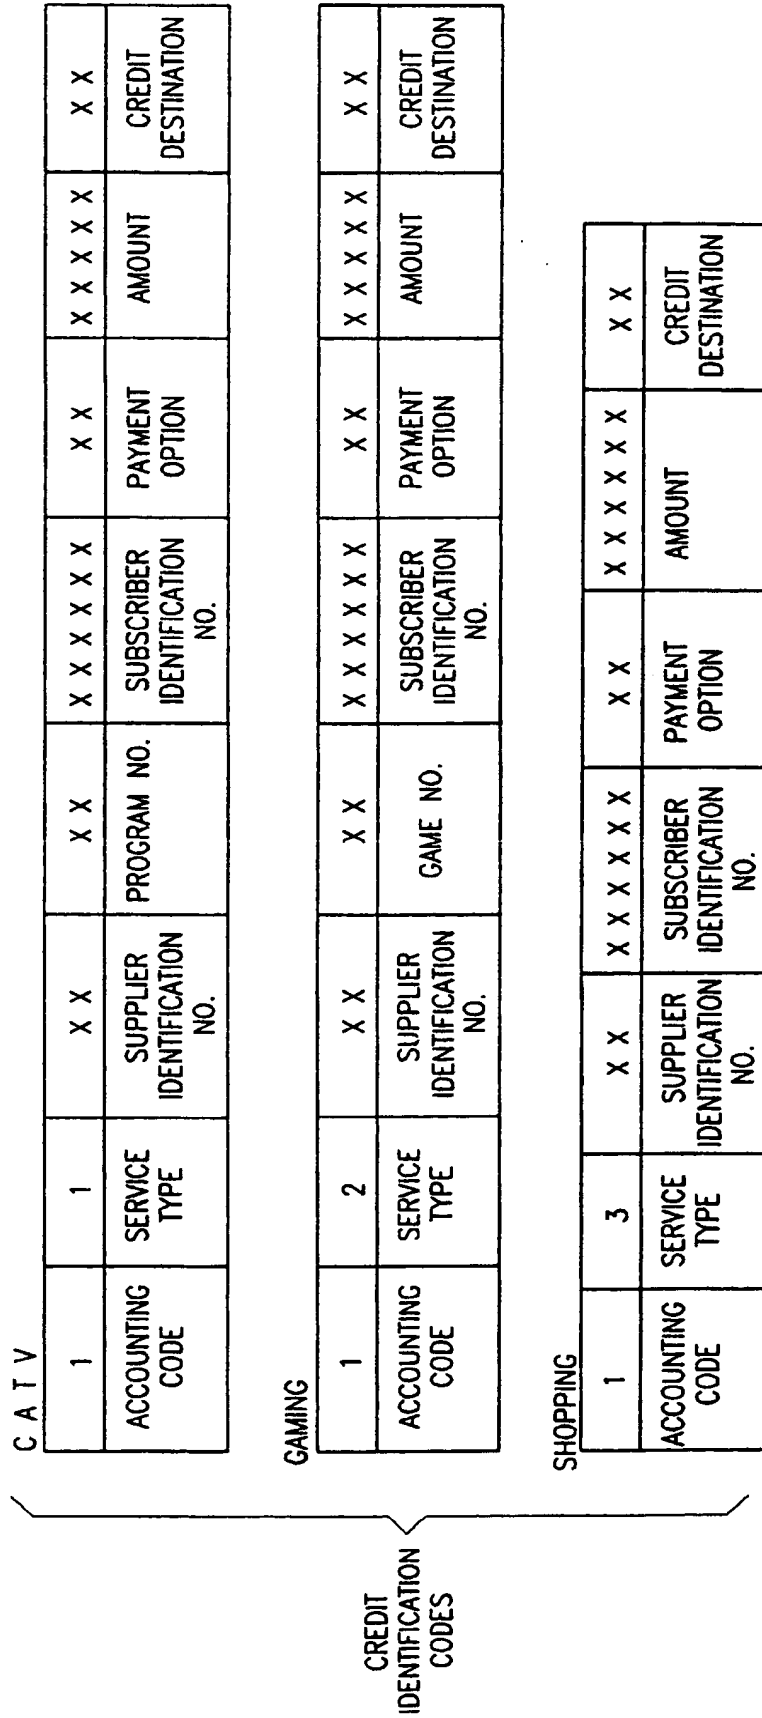 CREDIT
IDENTIFICATION
CODES
C A T V
1
1
X X
X X
X X X X X X
X X
X X X X X X
X X
ACCOUNTING
CODE
SERVICE
TYPE
SUPPLIER
IDENTIFICATION
NO.
PROGRAM NO.
SUBSCRIBER
IDENTIFICATION
NO.
PAYMENT
OPTION
AMOUNT
CREDIT
DESTINATION
GAMING
1
2
X X
X X
X X X X X X
X X
X X X X X X
X X
ACCOUNTING
CODE
SERVICE
TYPE
SUPPLIER
IDENTIFICATION
NO.
GAME NO.
SUBSCRIBER
IDENTIFICATION
NO.
PAYMENT
OPTION
AMOUNT
CREDIT
DESTINATION
SHOPPING
1
3
X X
X X X X X X
X X
X X X X X X
X X
ACCOUNTING
CODE
SERVICE
TYPE
SUPPLIER
IDENTIFICATION
NO.
SUBSCRIBER
IDENTIFICATION
NO.
PAYMENT
OPTION
AMOUNT
CREDIT
DESTINATION